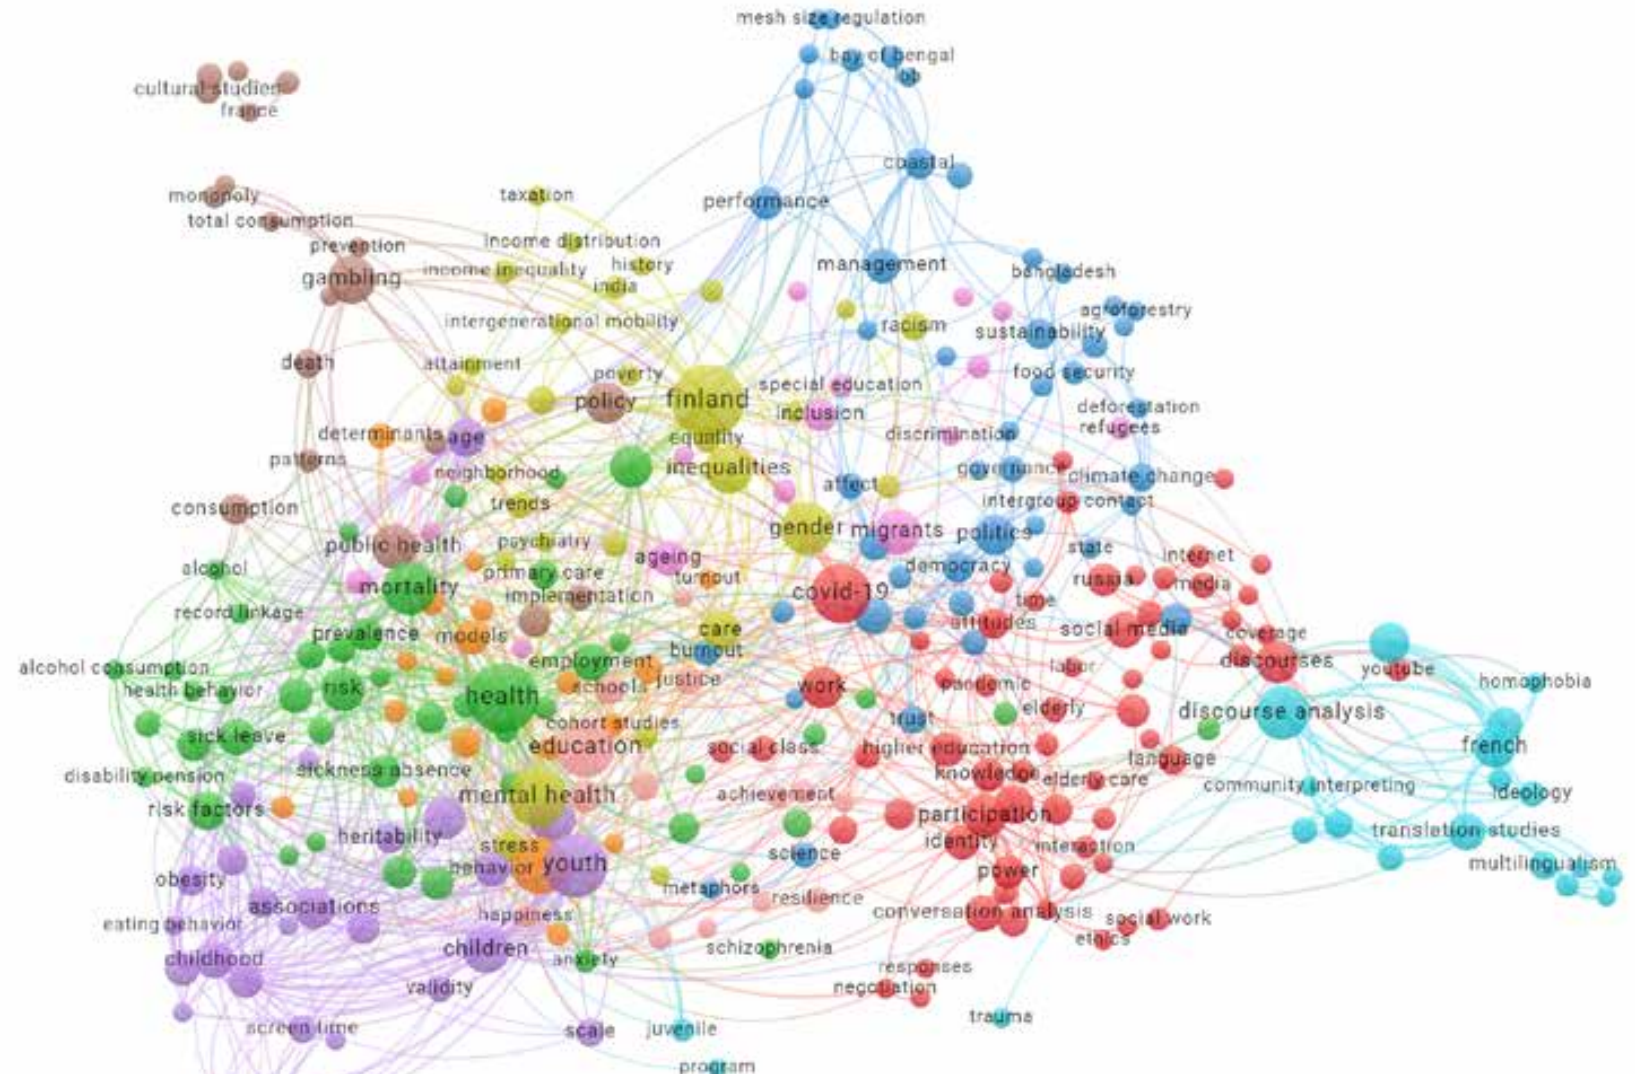 mesh size regulation
bay of bengal
bb
cultural studies
france
coastal
monopoly
taxation
performance
total consumption
prevention
income distribution
gambling
income inequality
history
india
management
bangladesh
agroforestry
intergenerational mobility
racism
sustainability
death
attainment
poverty
special education
food security
policy
finland
inclusion
deforestation
refugees
determinants
age
equality
discrimination
patterns
neighborhood
inequalities
governance
climate change
affect
intergroup contact
consumption
trends
gender
migrants
politics
public health
psychiatry
ageing
state
internet
alcohol
primary care
turnout
democracy
russia
media
mortality
implementation
covid-19
time
record linkage
prevalence
models
care
attitudes
social media
coverage
burnout
alcohol consumption
employment
labor
discourses
youtube
health behavior
risk
health
schools
justice
work
pandemic
homophobia
cohort studies
trust
elderly
discourse analysis
sick leave
education
social class
higher education
french
disability pension
sickness absence
knowledge
elderly care
language
community interpreting
ideology
risk factors
mental health
achievement
participation
translation studies
heritability
stress
science
identity
interaction
behavior
youth
power
multilingualism
obesity
metaphors
resilience
associations
happiness
conversation analysis
social work
eating behavior
children
schizophrenia
ethics
childhood
anxiety
responses
validity
negotiation
screen time
scale
juvenile
trauma
program